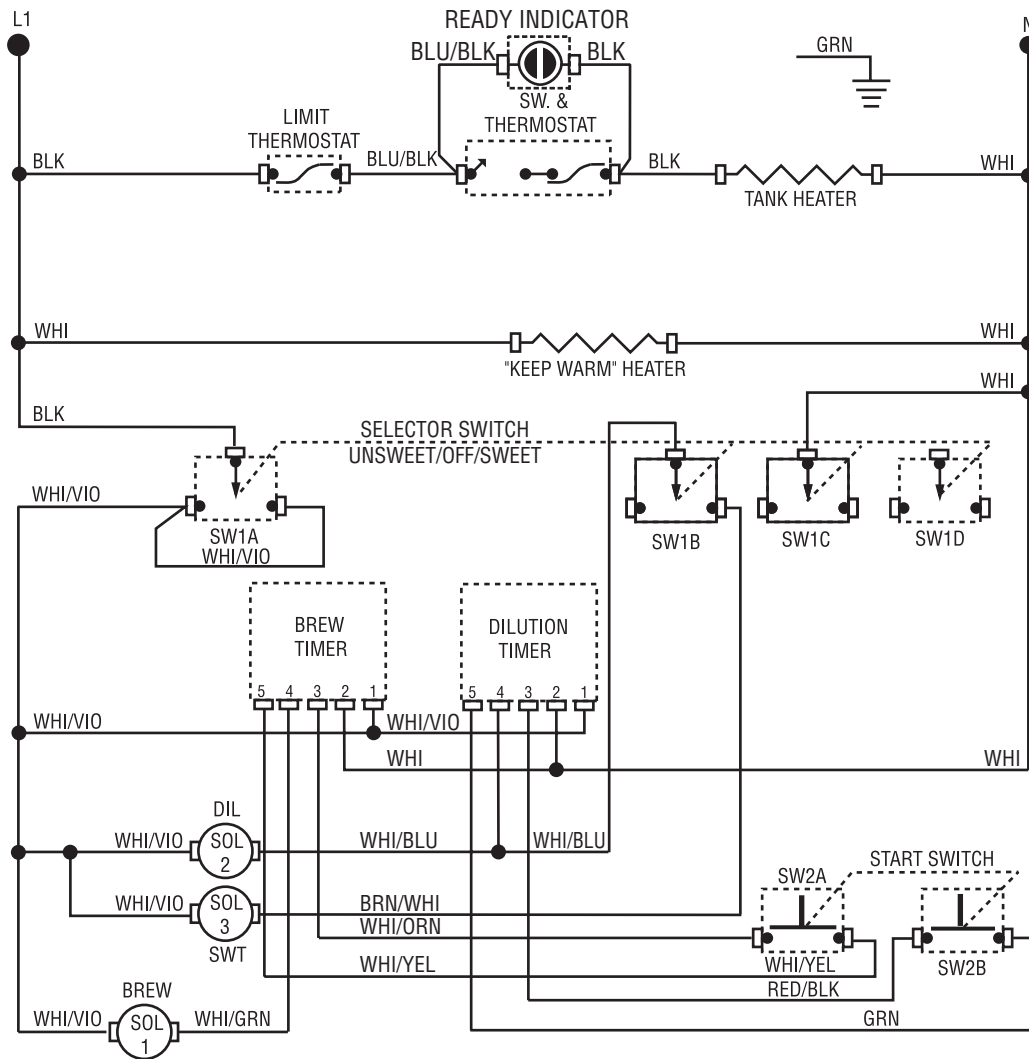 L1
READY INDICATOR
N
BLU/BLK
BLK
GRN
SW. &
THERMOSTAT
LIMIT
THERMOSTAT
BLK
BLU/BLK
BLK
WHI
TANK HEATER
WHI
WHI
"KEEP WARM" HEATER
WHI
BLK
SELECTOR SWITCH
UNSWEET/OFF/SWEET
WHI/VIO
SW1A
WHI/VIO
SW1B
SW1C
SW1D
BREW
TIMER
DILUTION
TIMER
5 4 3 2 1
5 4 3 2 1
WHI/VIO
WHI/VIO
WHI
WHI
DIL
WHI/VIO
SOL
2
WHI/BLU
WHI/BLU
START SWITCH
SW2A
WHI/VIO
SOL
3
SWT
BRN/WHI
WHI/ORN
WHI/YEL
WHI/YEL
SW2B
RED/BLK
BREW
WHI/VIO
SOL
1
WHI/GRN
GRN